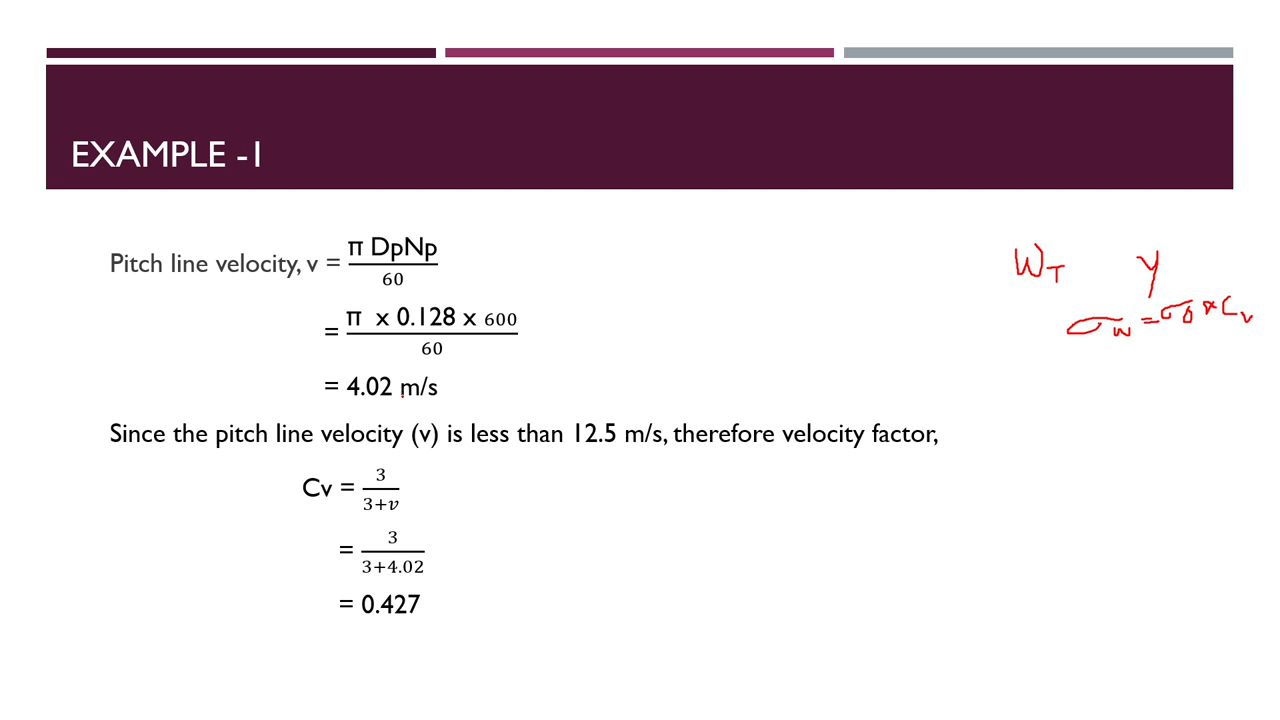 EXAMPLE -1
Pitch line velocity, v = π DpNp / 60
W_T y
= π x 0.128 x 600 / 60
σ_w = σ_o × C_v
= 4.02 m/s
Since the pitch line velocity (v) is less than 12.5 m/s, therefore velocity factor,
Cv = 3 / 3+v
= 3 / 3+4.02
= 0.427